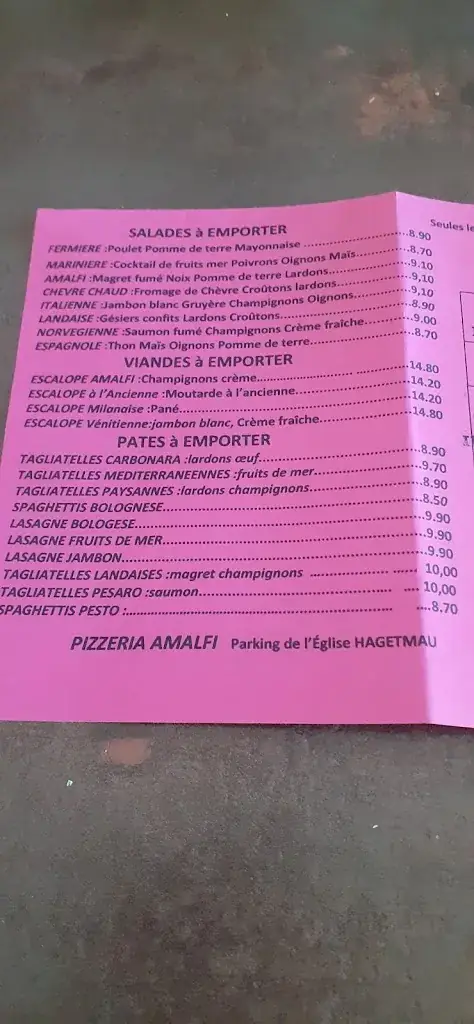 Seules le
SALADES à EMPORTER
FERMIERE :Poulet Pomme de terre Mayonnaise ........................8.90
MARINIERE :Cocktail de fruits mer Poivrons Oignons Maïs............8,70
AMALFI :Magret fumé Noix Pomme de terre Lardons....................9.10
CHEVRE CHAUD :Fromage de Chèvre Croûtons lardons...................9,10
ITALIENNE :Jambon blanc Gruyère Champignons Oignons................9,10
LANDAISE :Gésiers confits Lardons Croûtons.........................8.90
NORVEGIENNE :Saumon fumé Champignons Crème fraîche.................9.00
ESPAGNOLE :Thon Maïs Oignons Pomme de terre........................8.70
VIANDES à EMPORTER
ESCALOPE AMALFI :Champignons crème........................ ............14.80
ESCALOPE à l'Ancienne :Moutarde à l'ancienne.......................14.20
ESCALOPE Milanaise :Pané...........................................14.20
ESCALOPE Vénitienne:jambon blanc, Crème fraîche....................14.80
PATES à EMPORTER
TAGLIATELLES CARBONARA :lardons œuf................................8.90
TAGLIATELLES MEDITERRANEENNES :fruits de mer.......................9.70
TAGLIATELLES PAYSANNES :lardons champignons........................8.90
SPAGHETTIS BOLOGNESE...............................................8.50
LASAGNE BOLOGESE...................................................9.90
LASAGNE FRUITS DE MER..............................................9.90
LASAGNE JAMBON.....................................................9.90
TAGLIATELLES LANDAISES :magret champignons ................ ...... 10,00
TAGLIATELLES PESARO :saumon.................................. .... 10,00
SPAGHETTIS PESTO :............................................ ....8.70
PIZZERIA AMALFI Parking de l'Église HAGETMAU